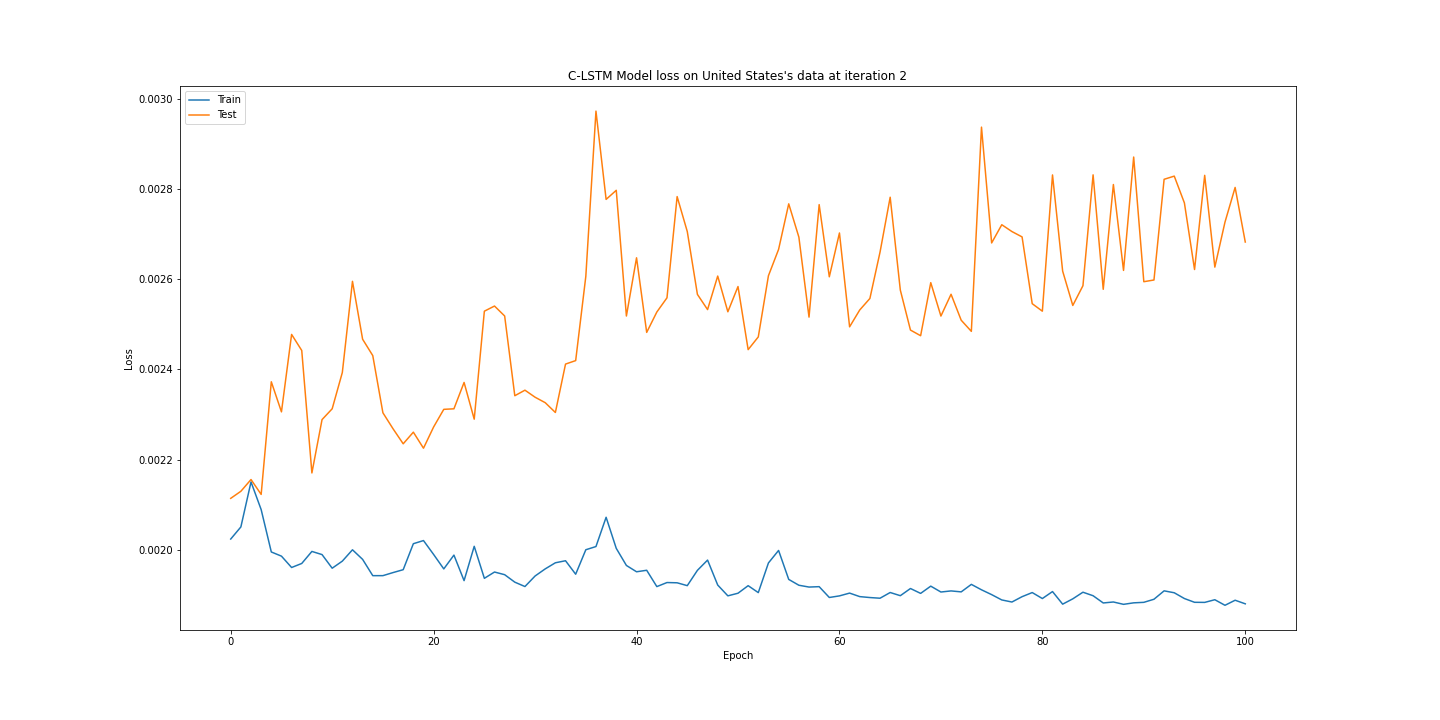 C-LSTM Model loss on United States's data at iteration 2
Train
Test
0.0030
0.0028
0.0026
0.0024
0.0022
0.0020
Loss
0 20 40 60 80 100
Epoch